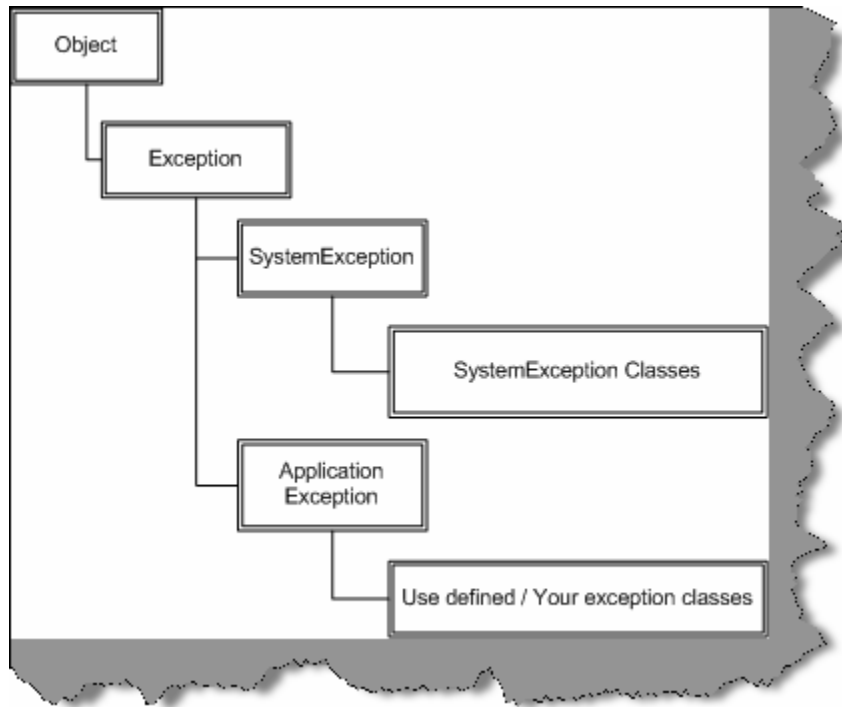 Object
Exception
SystemException
SystemException Classes
Application
Exception
Use defined / Your exception classes